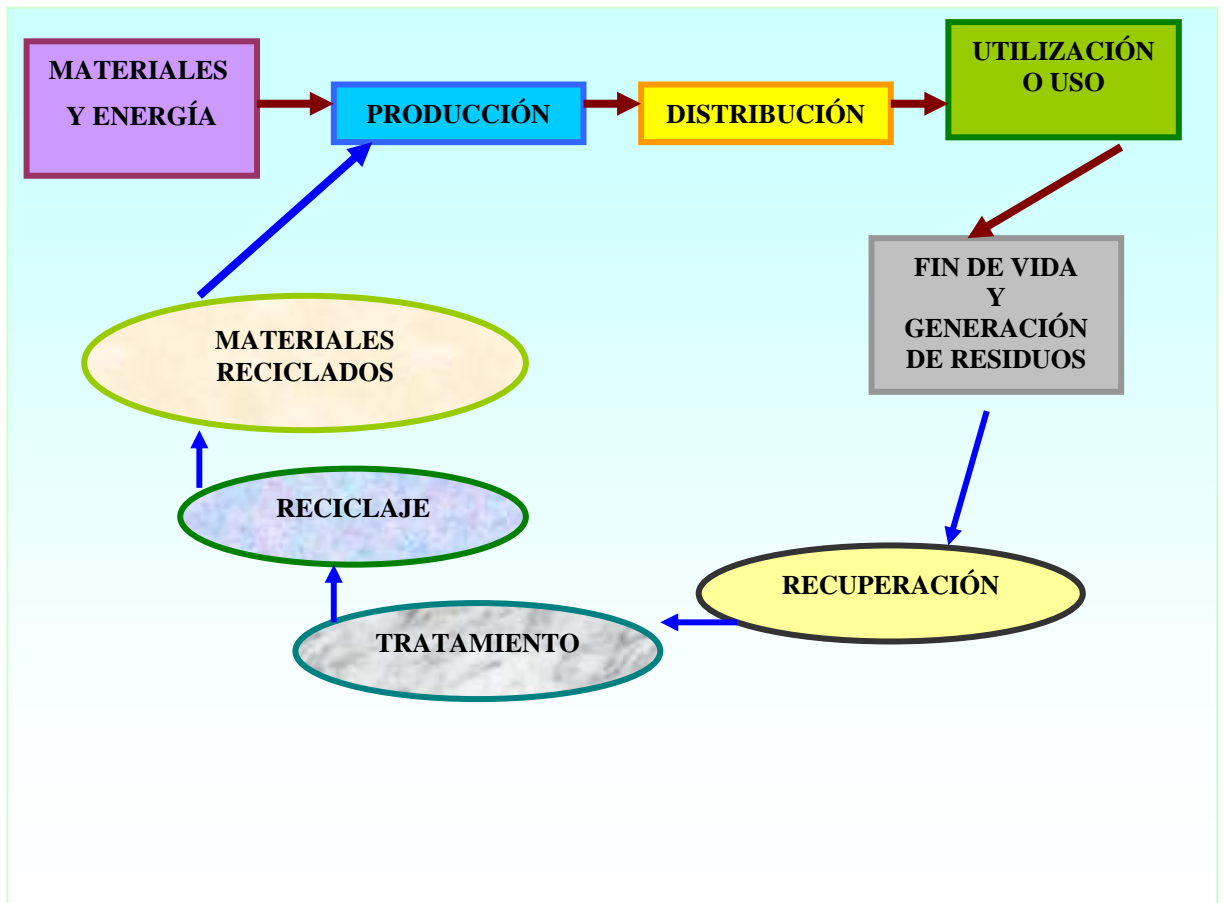 MATERIALES
Y ENERGÍA
PRODUCCIÓN
DISTRIBUCIÓN
UTILIZACIÓN
O USO
FIN DE VIDA
Y
GENERACIÓN
DE RESIDUOS
MATERIALES
RECICLADOS
RECICLAJE
RECUPERACIÓN
TRATAMIENTO